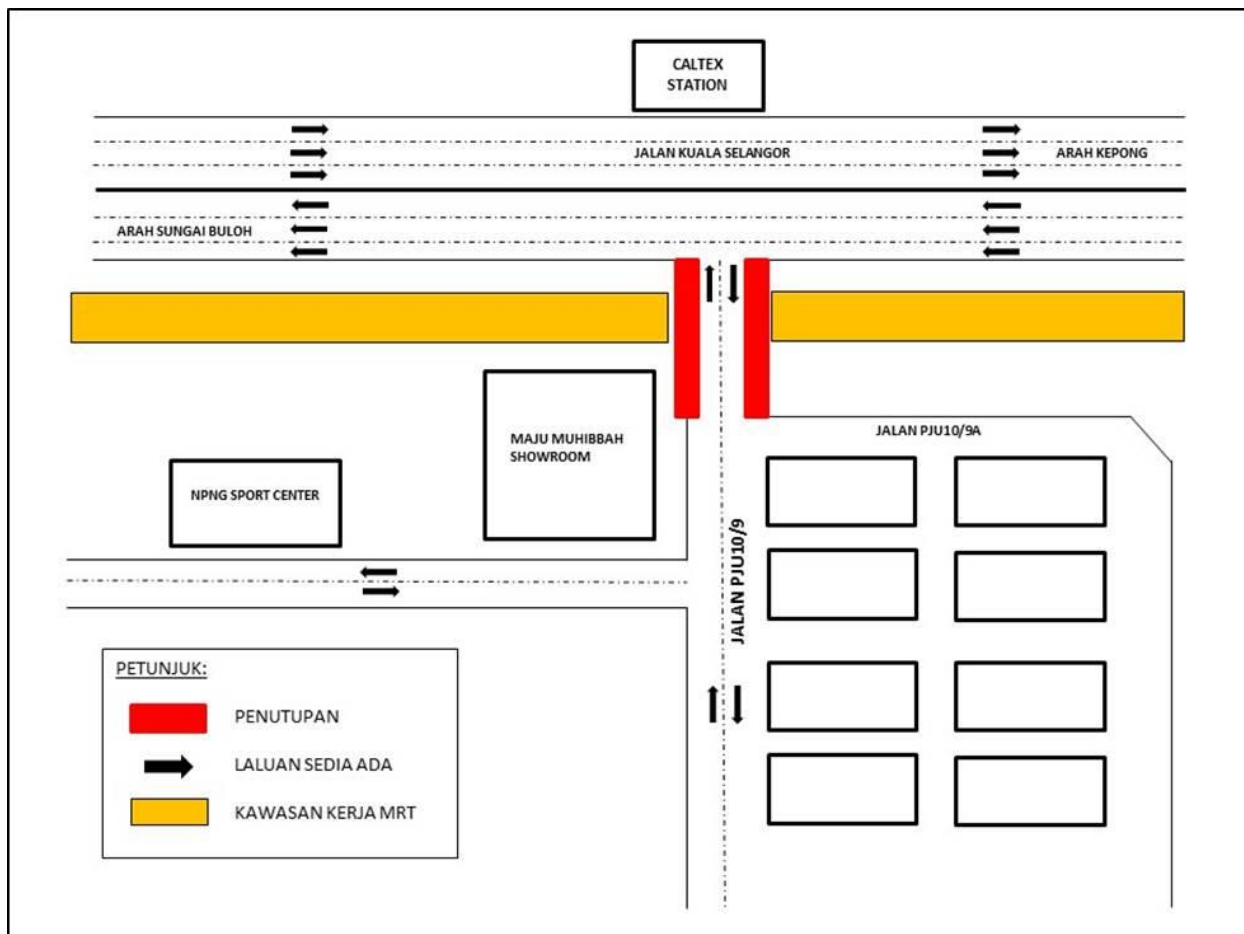 CALTEX
STATION
JALAN KUALA SELANGOR
ARAH KEPONG
ARAH SUNGAI BULOH
JALAN PJU10/9A
MAJU MUHIBBAH
SHOWROOM
NPNG SPORT CENTER
JALAN PJU10/9
PETUNJUK:
PENUTUPAN
LALUAN SEDIA ADA
KAWASAN KERJA MRT